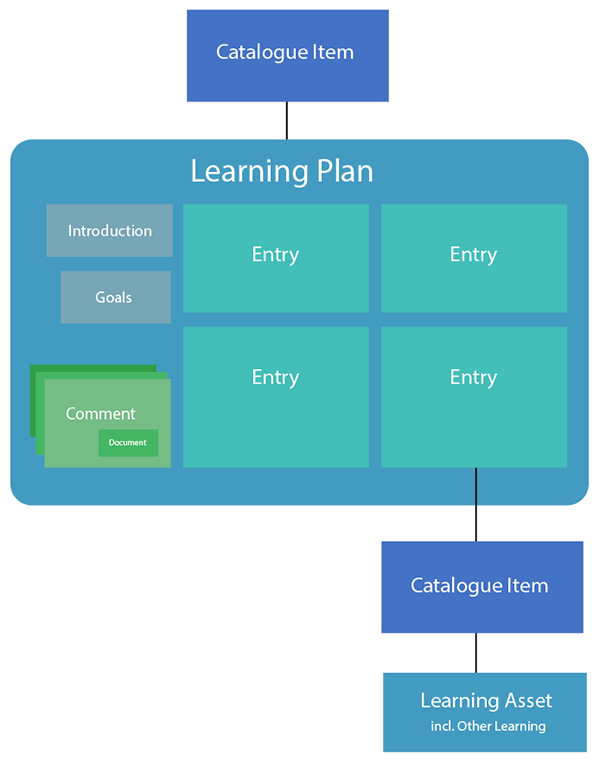 Catalogue Item
Learning Plan
Introduction
Goals
Entry
Entry
Entry
Entry
Comment
Document
Catalogue Item
Learning Asset
incl. Other Learning